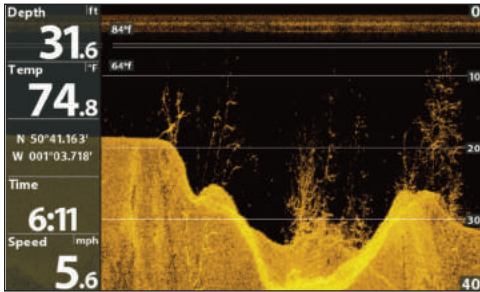 Depth ft
31.6
Temp °F
74.8
N 50°41.163'
W 001°03.718'
Time
6:11
Speed mph
5.6
84°f
64°f
0
10
20
30
40